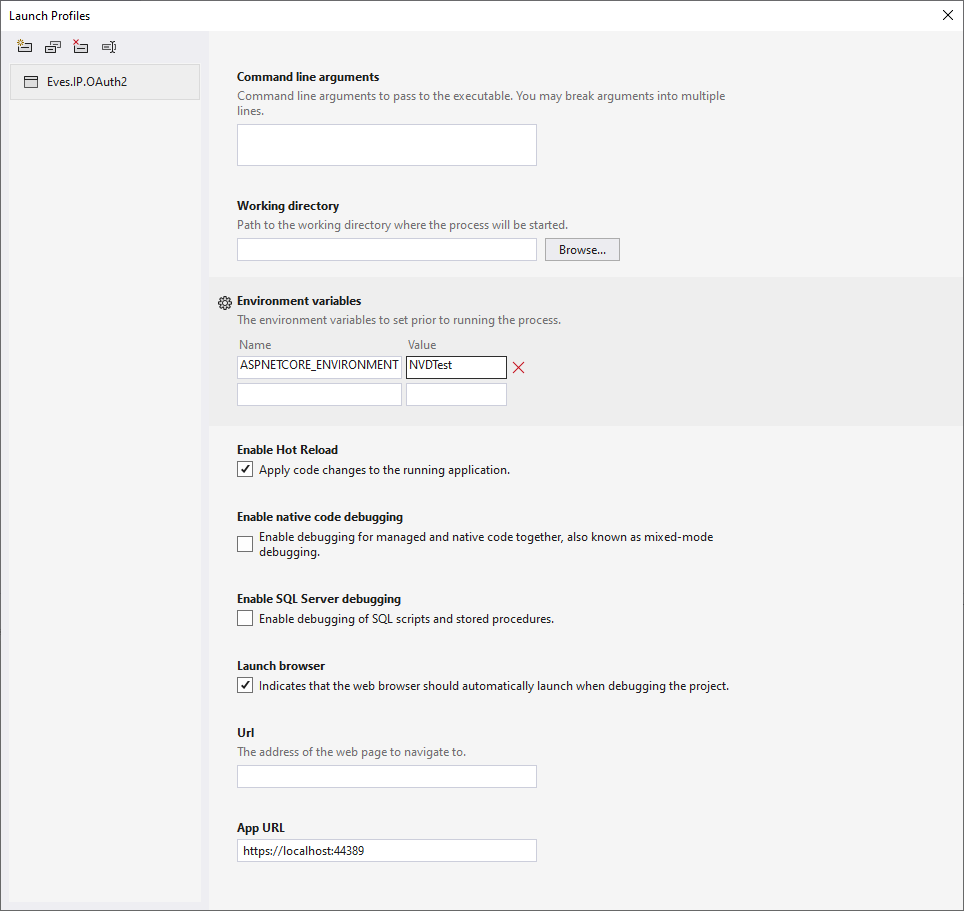 Launch Profiles
Eves.IP.OAuth2
Command line arguments
Command line arguments to pass to the executable. You may break arguments into multiple
lines.
Working directory
Path to the working directory where the process will be started.
Browse...
Environment variables
The environment variables to set prior to running the process.
Name Value
ASPNETCORE_ENVIRONMENT NVDTest
Enable Hot Reload
Apply code changes to the running application.
Enable native code debugging
Enable debugging for managed and native code together, also known as mixed-mode
debugging.
Enable SQL Server debugging
Enable debugging of SQL scripts and stored procedures.
Launch browser
Indicates that the web browser should automatically launch when debugging the project.
Url
The address of the web page to navigate to.
App URL
https://localhost:44389